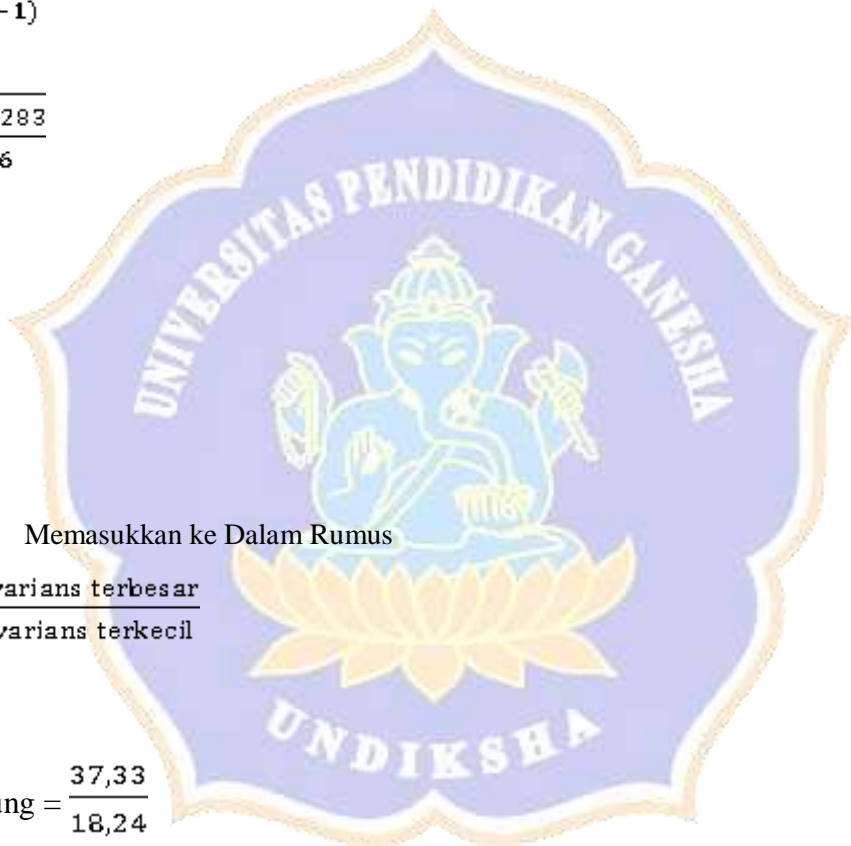 - 1)
283
6
UNIVERSITAS PENDIDIKAN GANESHA
Memasukkan ke Dalam Rumus
varians terbesar
varians terkecil
UNDIKSHA
ung = 37,33
18,24